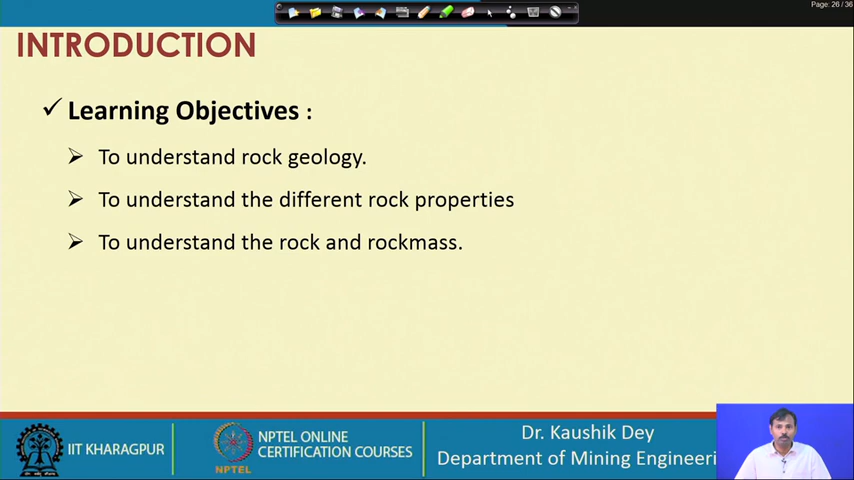 Page: 26 / 36
INTRODUCTION
✓ Learning Objectives :
➢ To understand rock geology.
➢ To understand the different rock properties
➢ To understand the rock and rockmass.
IIT KHARAGPUR
NPTEL
NPTEL ONLINE
CERTIFICATION COURSES
Dr. Kaushik Dey
Department of Mining Engineeri